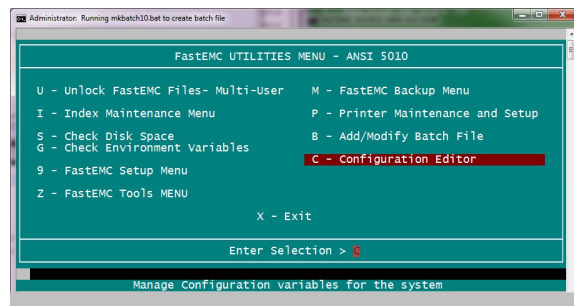 Administrator: Running mkbatch10.bat to create batch file
FastEMC UTILITIES MENU - ANSI 5010
U - Unlock FastEMC Files- Multi-User
M - FastEMC Backup Menu
I - Index Maintenance Menu
P - Printer Maintenance and Setup
S - Check Disk Space
B - Add/Modify Batch File
G - Check Environment Variables
C - Configuration Editor
9 - FastEMC Setup Menu
Z - FastEMC Tools MENU
X - Exit
Enter Selection > C
Manage Configuration variables for the system